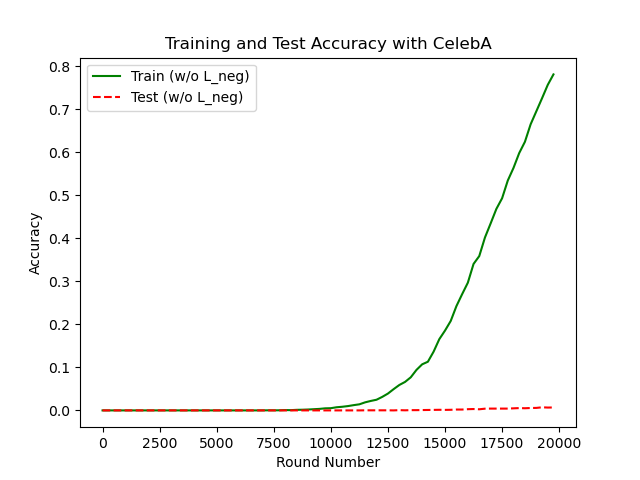 Training and Test Accuracy with CelebA
Train (w/o L_neg)
Test (w/o L_neg)
Accuracy
0.8
0.7
0.6
0.5
0.4
0.3
0.2
0.1
0.0
0 2500 5000 7500 10000 12500 15000 17500 20000
Round Number